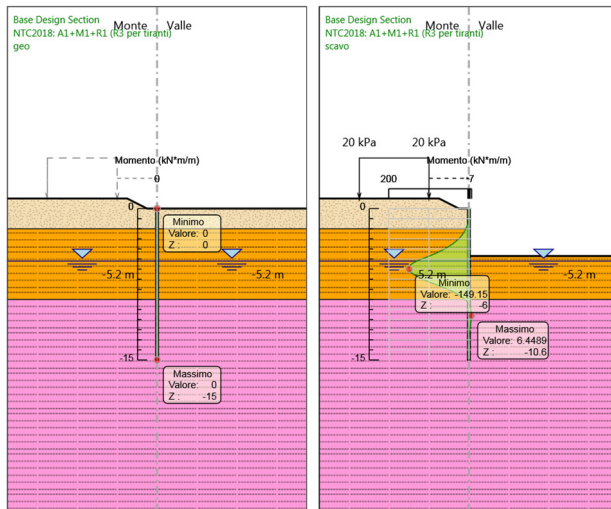 Base Design Section
NTC2018: A1+M1+R1 (R3 per tiranti)
geo
Monte
Valle
Momento (kN*m/m)
0
0
Minimo
Valore: 0
Z : 0
-5.2 m
-5.2 m
-15
Massimo
Valore: 0
Z : -15
Base Design Section
NTC2018: A1+M1+R1 (R3 per tiranti)
scavo
Monte
Valle
20 kPa
20 kPa
Momento (kN*m/m)
200
7
0
-5.2 m
-5.2 m
Minimo
Valore: -149.15
Z : -6
Massimo
Valore: 6.4489
Z : -10.6
-15